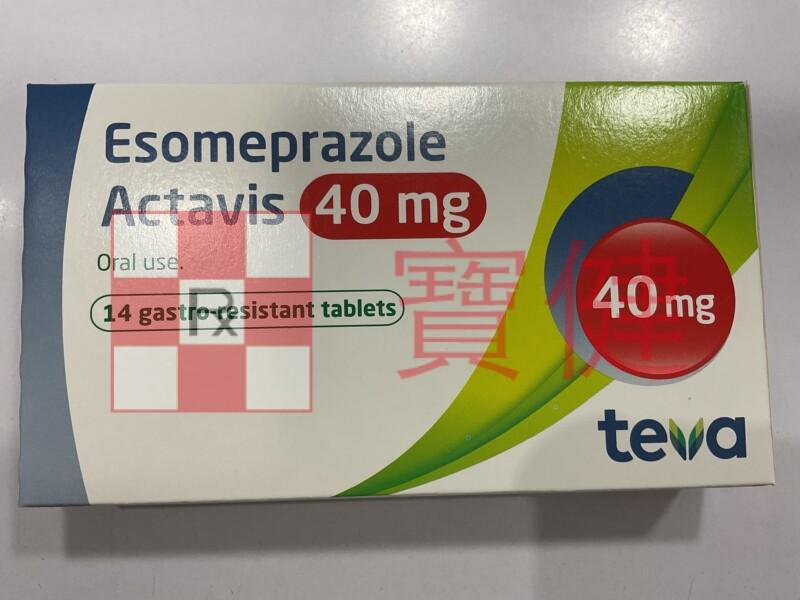 Esomeprazole
Actavis 40 mg
Oral use.
14 gastro-resistant tablets
Rx
寶健
40 mg
teva